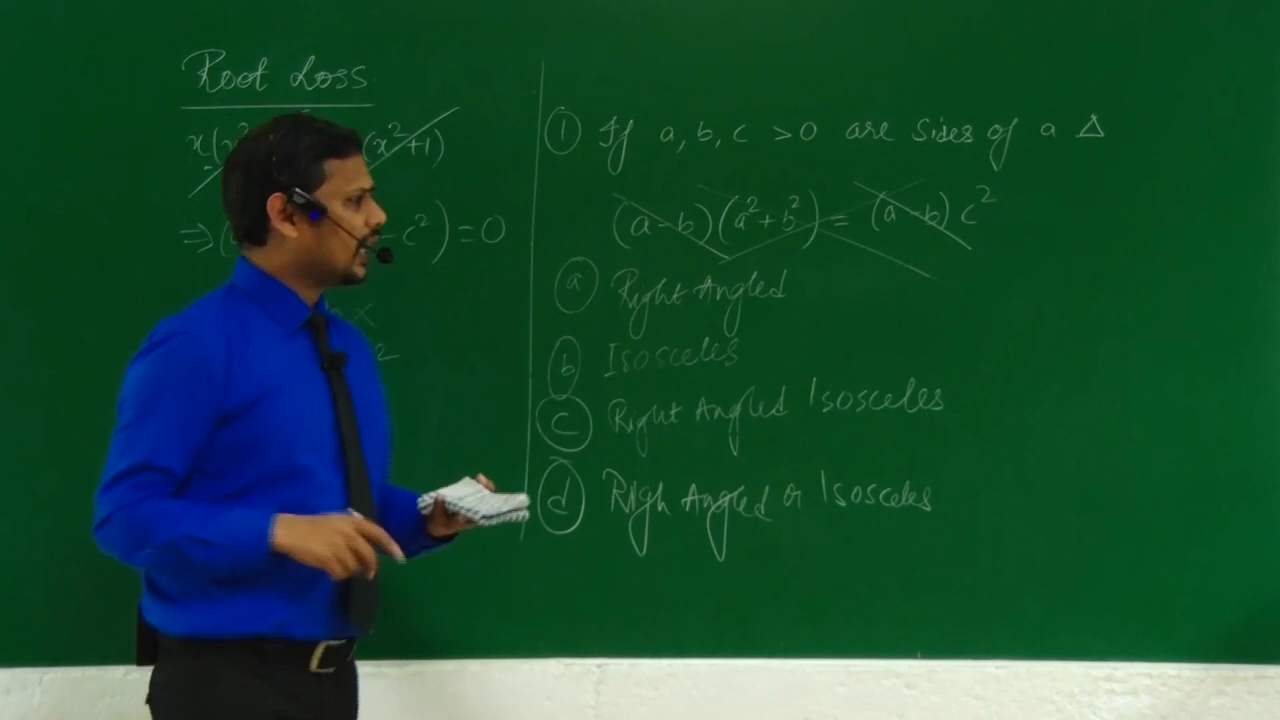 Root Loss
x( (x²+1)
⇒( - c²) = 0
x
2
① If a, b, c > 0 are sides of a Δ
(a-b)(a²+b²) = (a-b) c²
ⓐ Right Angled
ⓑ Isosceles
ⓒ Right Angled Isosceles
ⓓ Righ Angled or Isosceles